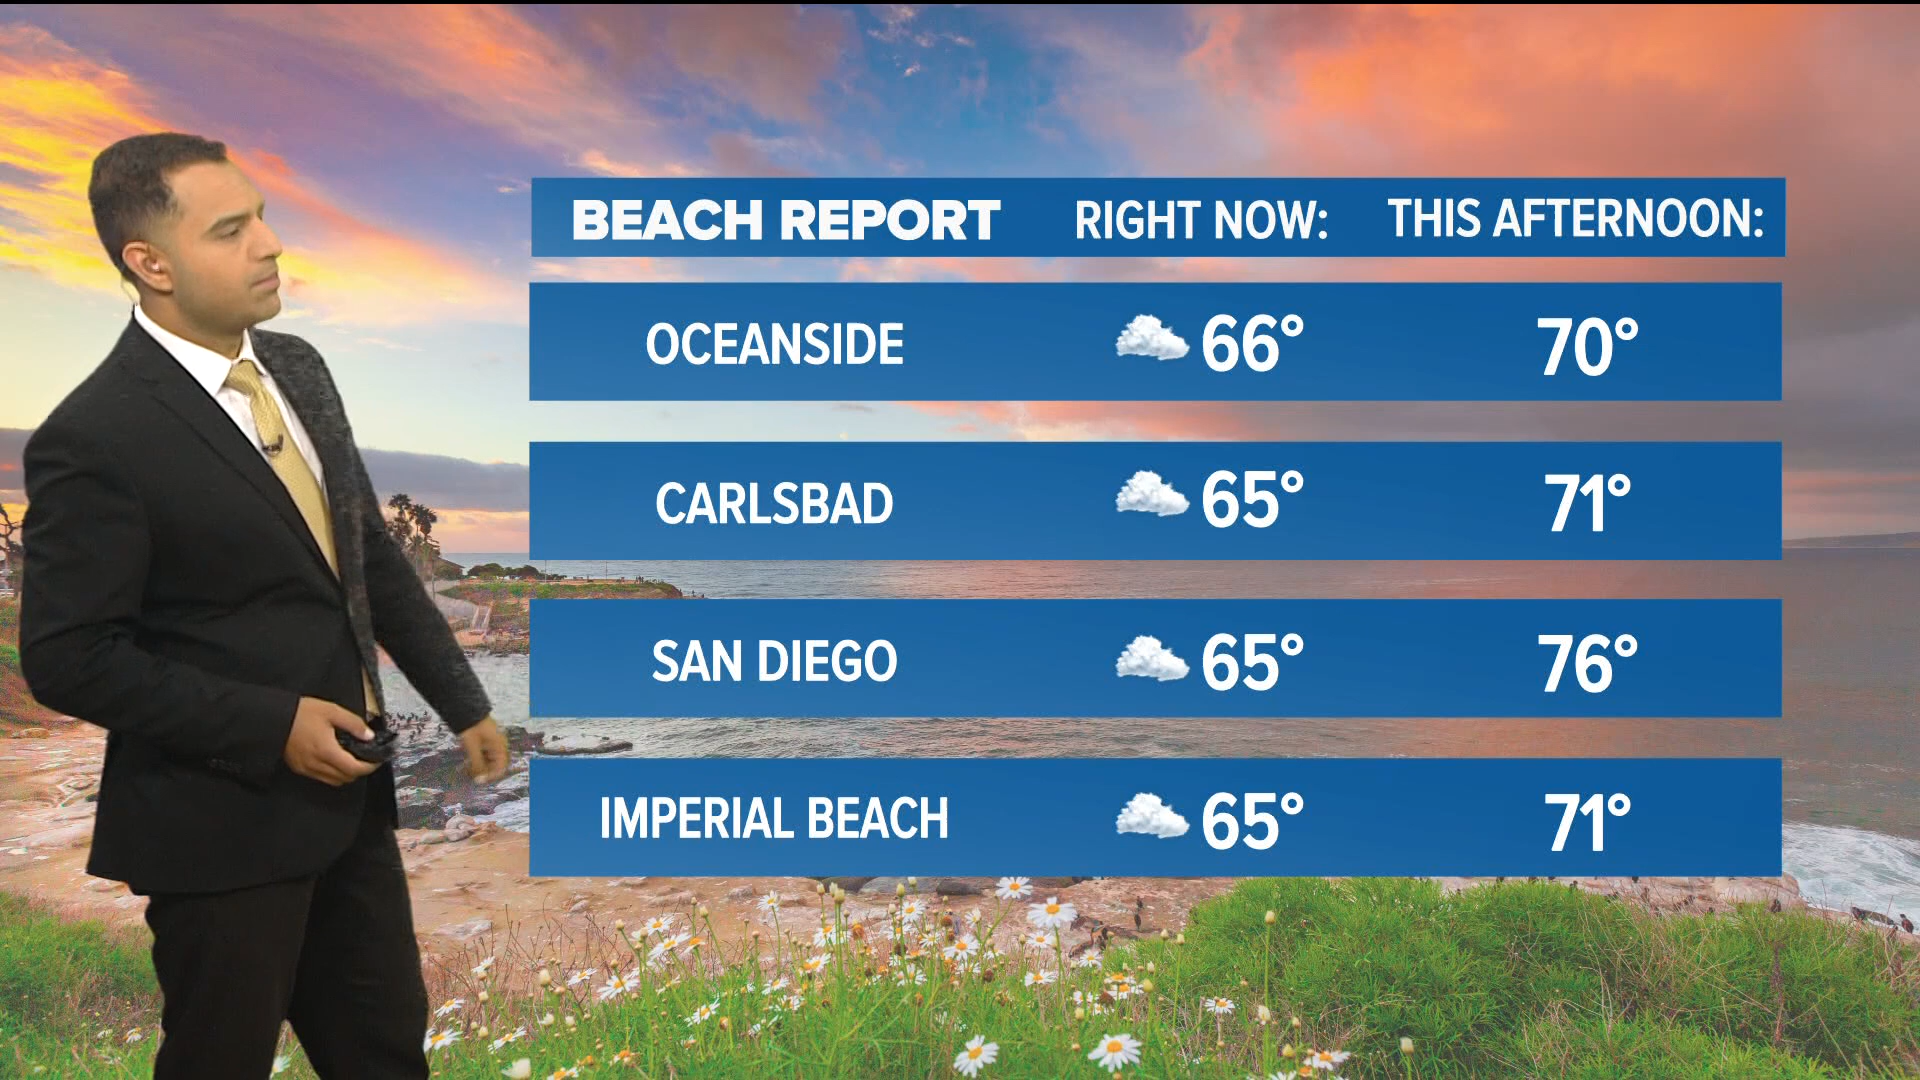 BEACH REPORT RIGHT NOW: THIS AFTERNOON:
OCEANSIDE 66° 70°
CARLSBAD 65° 71°
SAN DIEGO 65° 76°
IMPERIAL BEACH 65° 71°